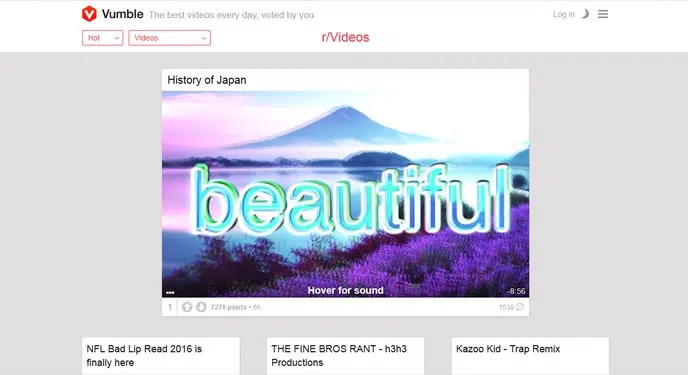 Vumble The best videos every day, voted by you Log in
Hot Videos r/Videos
History of Japan
beautiful
Hover for sound -8:56
1 7278 points • 6h 1538
NFL Bad Lip Read 2016 is
finally here
THE FINE BROS RANT - h3h3
Productions
Kazoo Kid - Trap Remix